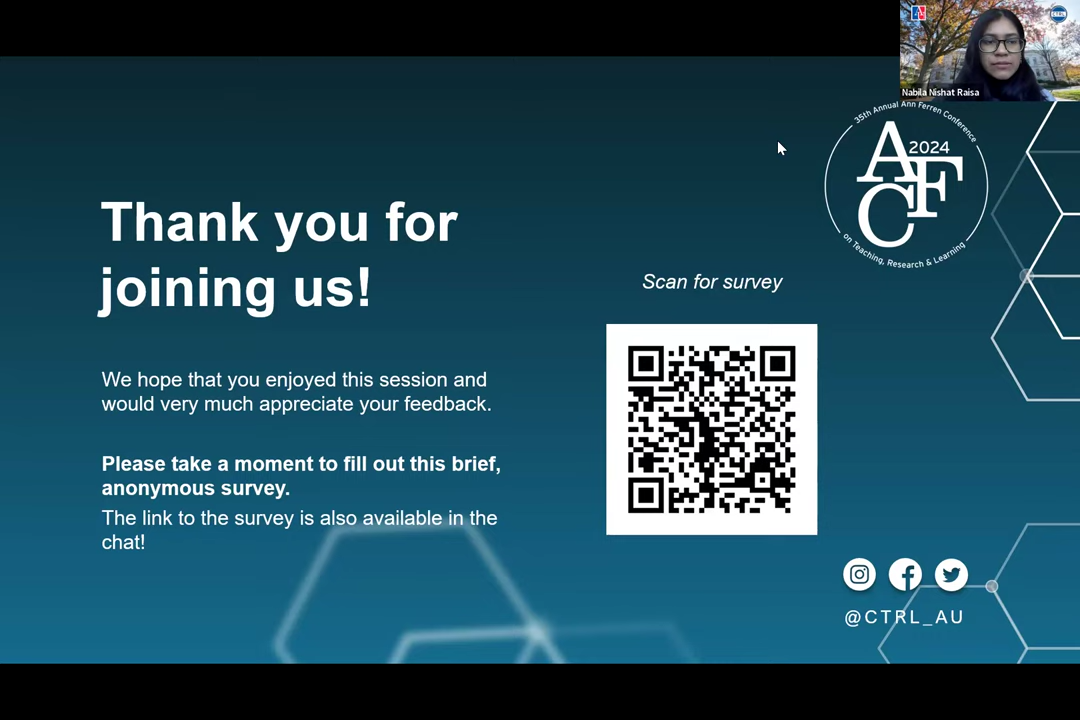 CTRL
Nabila Nishat Raisa
35th Annual Ann Ferren Conference
2024
AFC
on Teaching, Research & Learning
Thank you for
joining us!
Scan for survey
We hope that you enjoyed this session and
would very much appreciate your feedback.
Please take a moment to fill out this brief,
anonymous survey.
The link to the survey is also available in the
chat!
@CTRL_AU